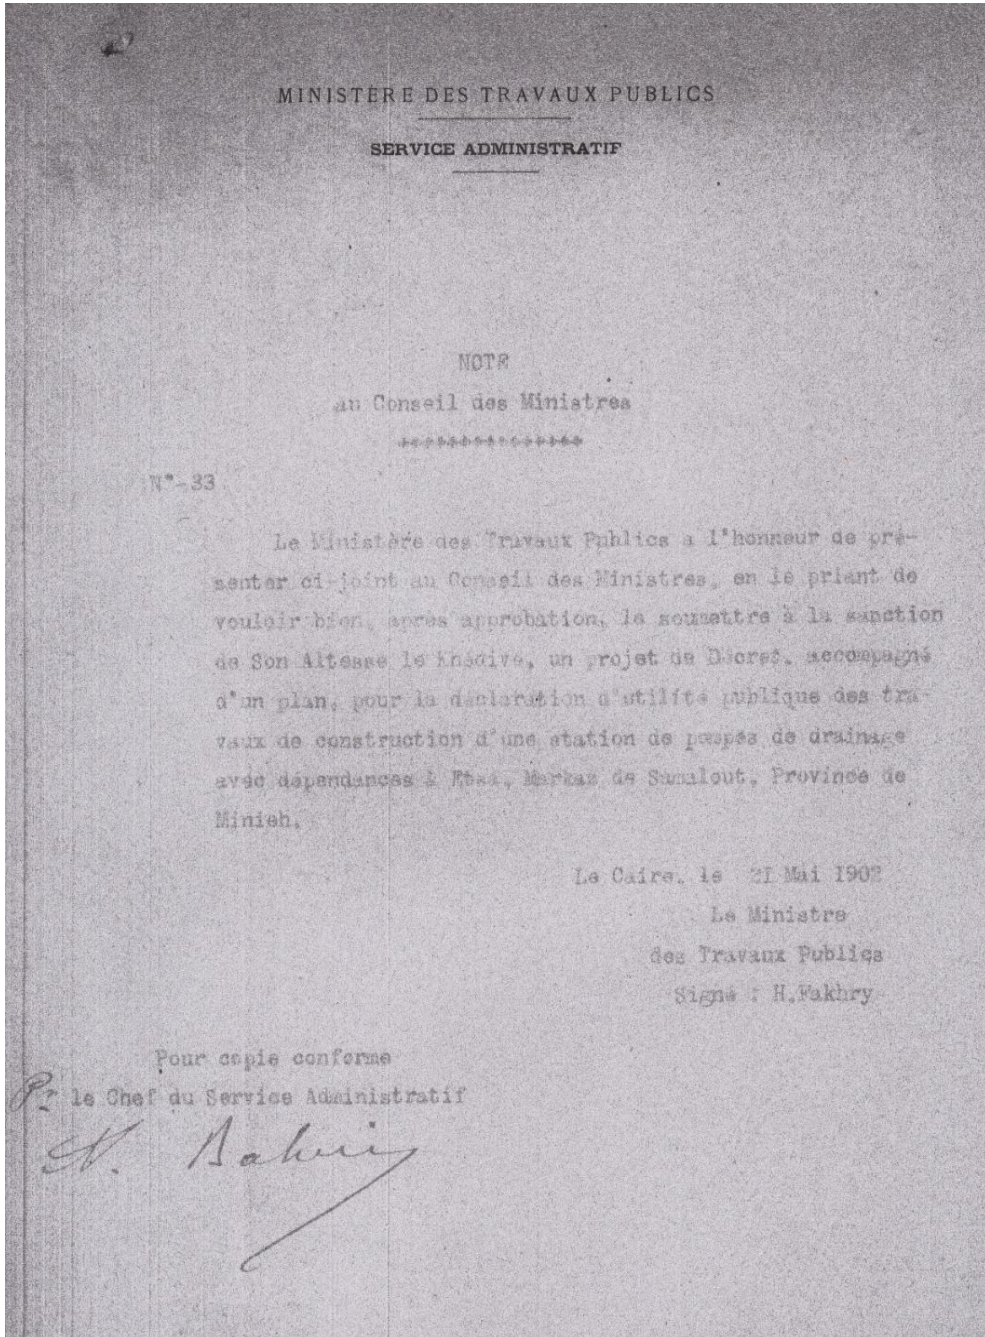 MINISTÈRE DES TRAVAUX PUBLICS
SERVICE ADMINISTRATIF
NOTE
au Conseil des Ministres
N°-33
Le Ministère des Travaux Publics a l'honneur de pré-
senter ci-joint au Conseil des Ministres, en le priant de
vouloir bien, après approbation, le soumettre à la sanction
de Son Altesse le Khédive, un projet de Décret, accompagné
d'un plan, pour la déclaration d'utilité publique des tra-
vaux de construction d'une station de pompes de drainage
avec dépendances à Etsa, Markaz de Samalout, Province de
Minieh.
Le Caire, le 21 Mai 1902
Le Ministre
des Travaux Publics
Signé : H.Fakhry
Pour copie conforme
Pr le Chef du Service Administratif